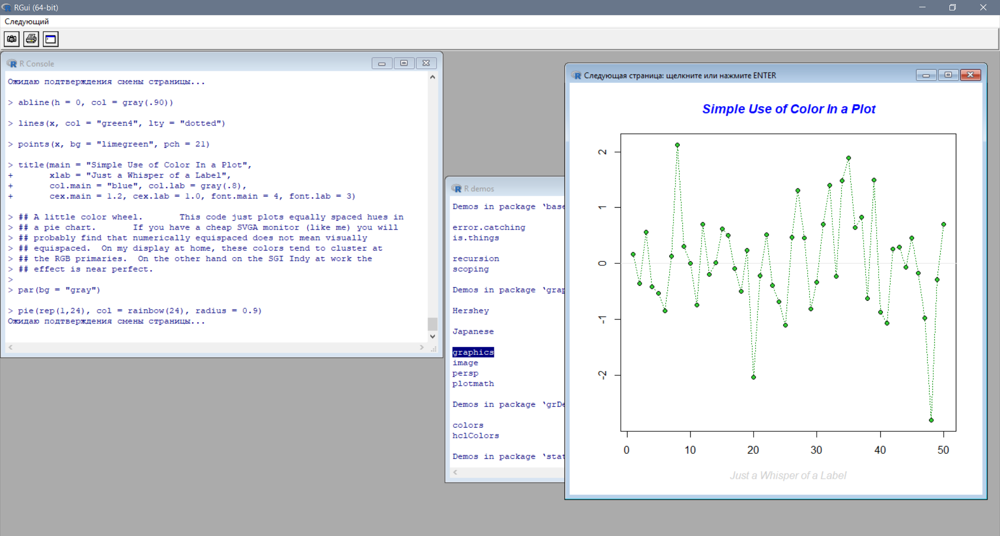 RGui (64-bit)
Следующий
R Console
Ожидаю подтверждения смены страницы...
> abline(h = 0, col = gray(.90))
> lines(x, col = "green4", lty = "dotted")
> points(x, bg = "limegreen", pch = 21)
> title(main = "Simple Use of Color In a Plot",
+       xlab = "Just a Whisper of a Label",
+       col.main = "blue", col.lab = gray(.8),
+       cex.main = 1.2, cex.lab = 1.0, font.main = 4, font.lab = 3)
> ## A little color wheel.       This code just plots equally spaced hues in
> ## a pie chart.       If you have a cheap SVGA monitor (like me) you will
> ## probably find that numerically equispaced does not mean visually
> ## equispaced.  On my display at home, these colors tend to cluster at
> ## the RGB primaries.  On the other hand on the SGI Indy at work the
> ## effect is near perfect.
>
> par(bg = "gray")
> pie(rep(1,24), col = rainbow(24), radius = 0.9)
Ожидаю подтверждения смены страницы...
R demos
Demos in package ‘base
error.catching
is.things
recursion
scoping
Demos in package ‘grap
Hershey
Japanese
graphics
image
persp
plotmath
Demos in package ‘grDe
colors
hclColors
Demos in package ‘stat
Следующая страница: щелкните или нажмите ENTER
Simple Use of Color In a Plot
2
1
0
-1
-2
0 10 20 30 40 50
Just a Whisper of a Label